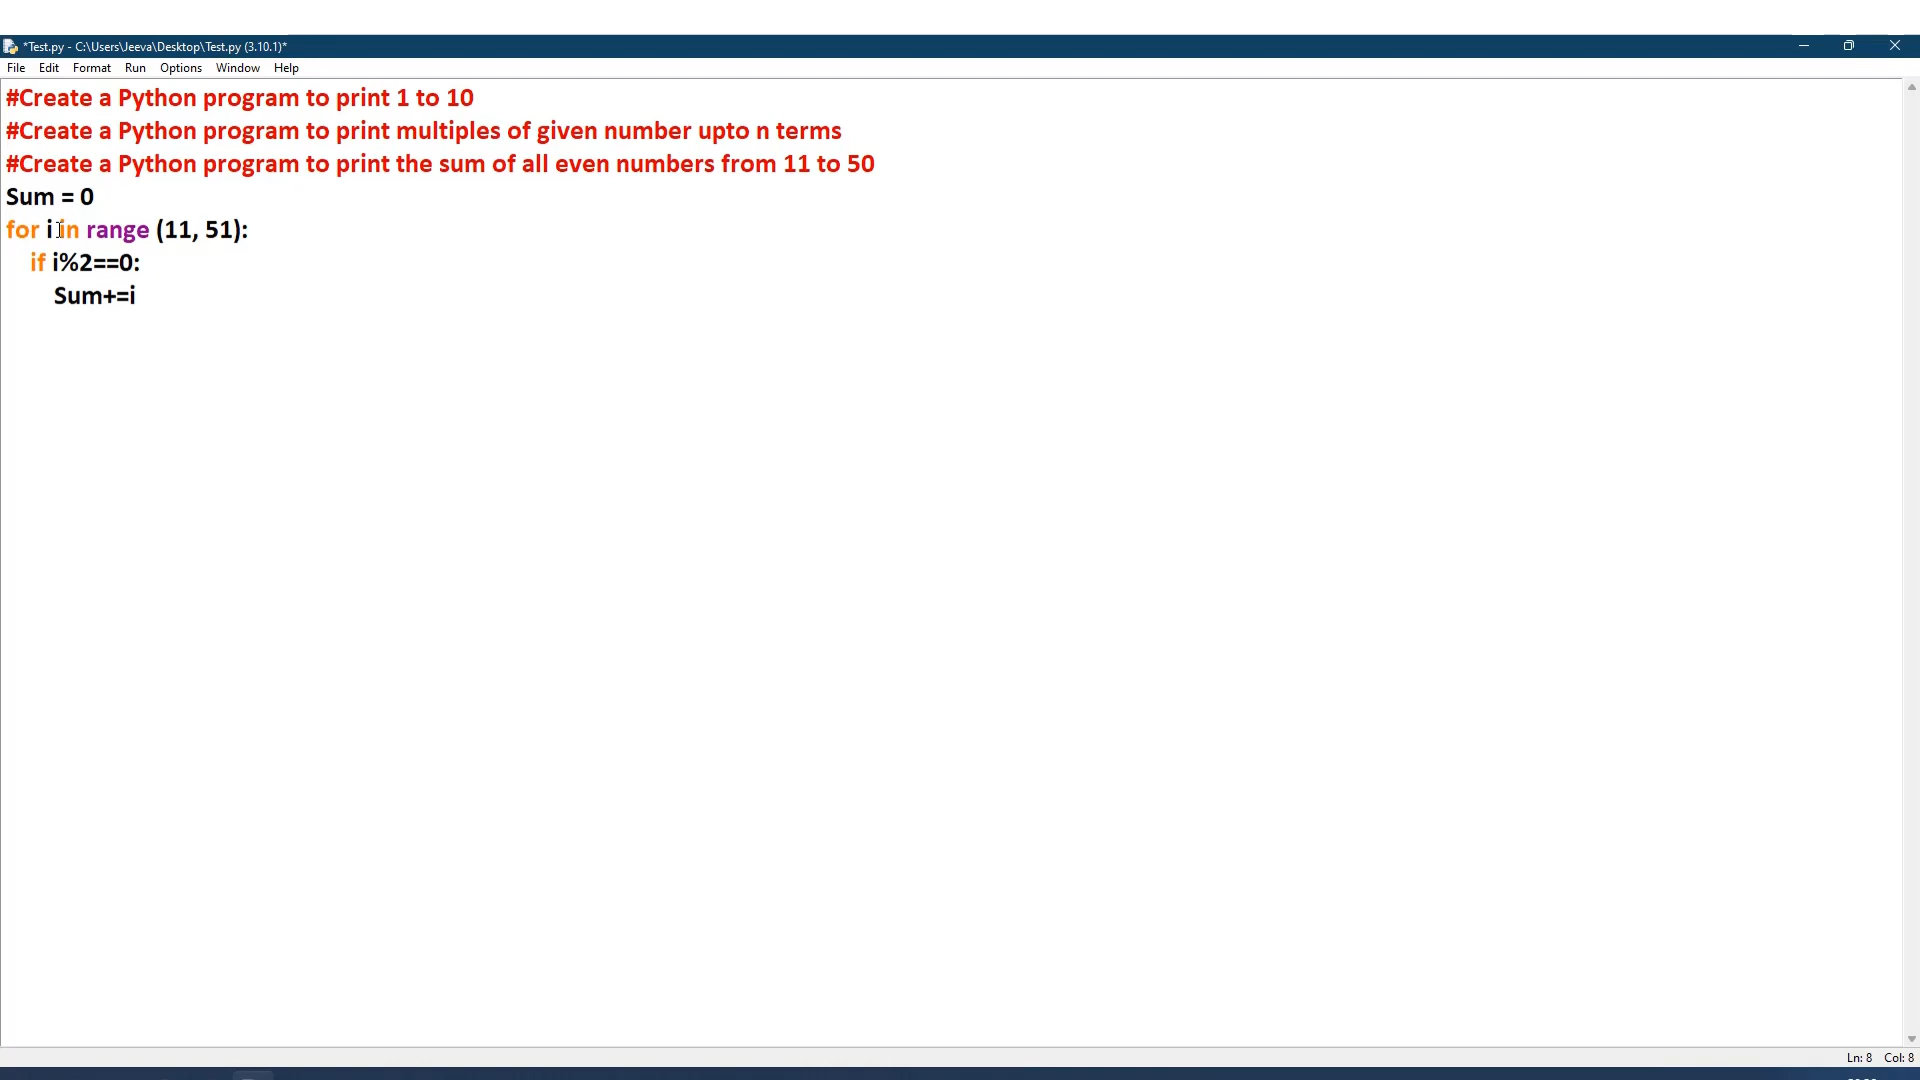 *Test.py - C:\Users\Jeeva\Desktop\Test.py (3.10.1)*
File Edit Format Run Options Window Help
#Create a Python program to print 1 to 10
#Create a Python program to print multiples of given number upto n terms
#Create a Python program to print the sum of all even numbers from 11 to 50
Sum = 0
for i in range (11, 51):
    if i%2==0:
        Sum+=i
Ln: 8 Col: 8